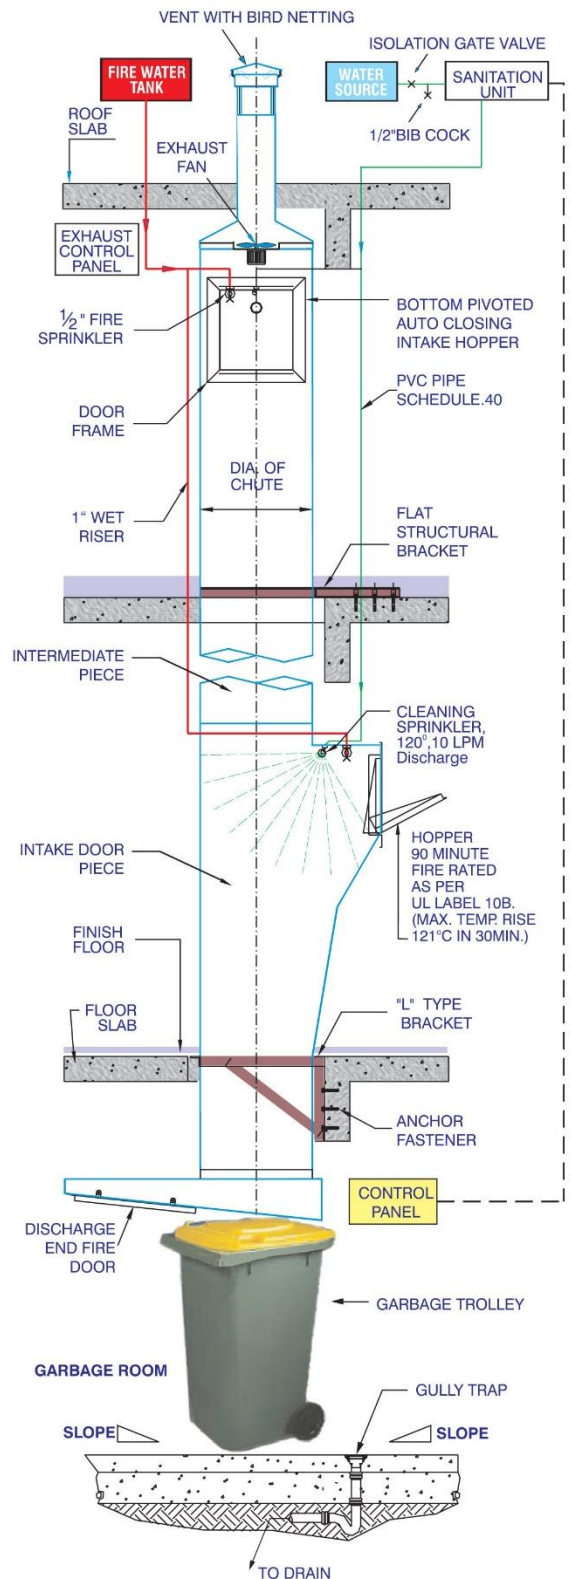 VENT WITH BIRD NETTING
ISOLATION GATE VALVE
FIRE WATER
TANK
WATER
SOURCE
SANITATION
UNIT
ROOF
SLAB
1/2"BIB COCK
EXHAUST
FAN
EXHAUST
CONTROL
PANEL
1/2" FIRE
SPRINKLER
BOTTOM PIVOTED
AUTO CLOSING
INTAKE HOPPER
DOOR
FRAME
PVC PIPE
SCHEDULE.40
DIA. OF
CHUTE
1" WET
RISER
FLAT
STRUCTURAL
BRACKET
INTERMEDIATE
PIECE
CLEANING
SPRINKLER,
120°,10 LPM
Discharge
INTAKE DOOR
PIECE
HOPPER
90 MINUTE
FIRE RATED
AS PER
UL LABEL 10B.
(MAX. TEMP. RISE
121°C IN 30MIN.)
FINISH
FLOOR
FLOOR
SLAB
"L" TYPE
BRACKET
ANCHOR
FASTENER
CONTROL
PANEL
DISCHARGE
END FIRE
DOOR
GARBAGE TROLLEY
GARBAGE ROOM
GULLY TRAP
SLOPE
SLOPE
TO DRAIN